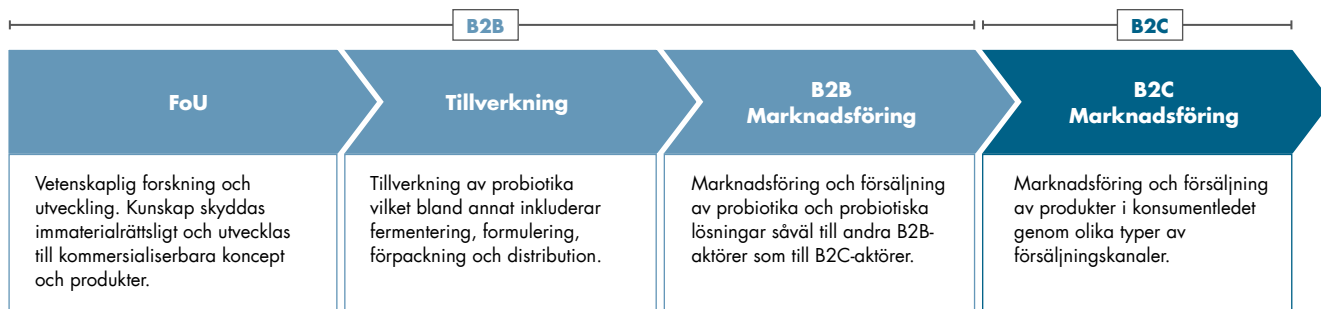 B2B
B2C
FoU
Tillverkning
B2B
Marknadsföring
B2C
Marknadsföring
Vetenskaplig forskning och
utveckling. Kunskap skyddas
immaterialrättsligt och utvecklas
till kommersialiserbara koncept
och produkter.
Tillverkning av probiotika
vilket bland annat inkluderar
fermentering, formulering,
förpackning och distribution.
Marknadsföring och försäljning
av probiotika och probiotiska
lösningar såväl till andra B2B-
aktörer som till B2C-aktörer.
Marknadsföring och försäljning
av produkter i konsumentledet
genom olika typer av
försäljningskanaler.